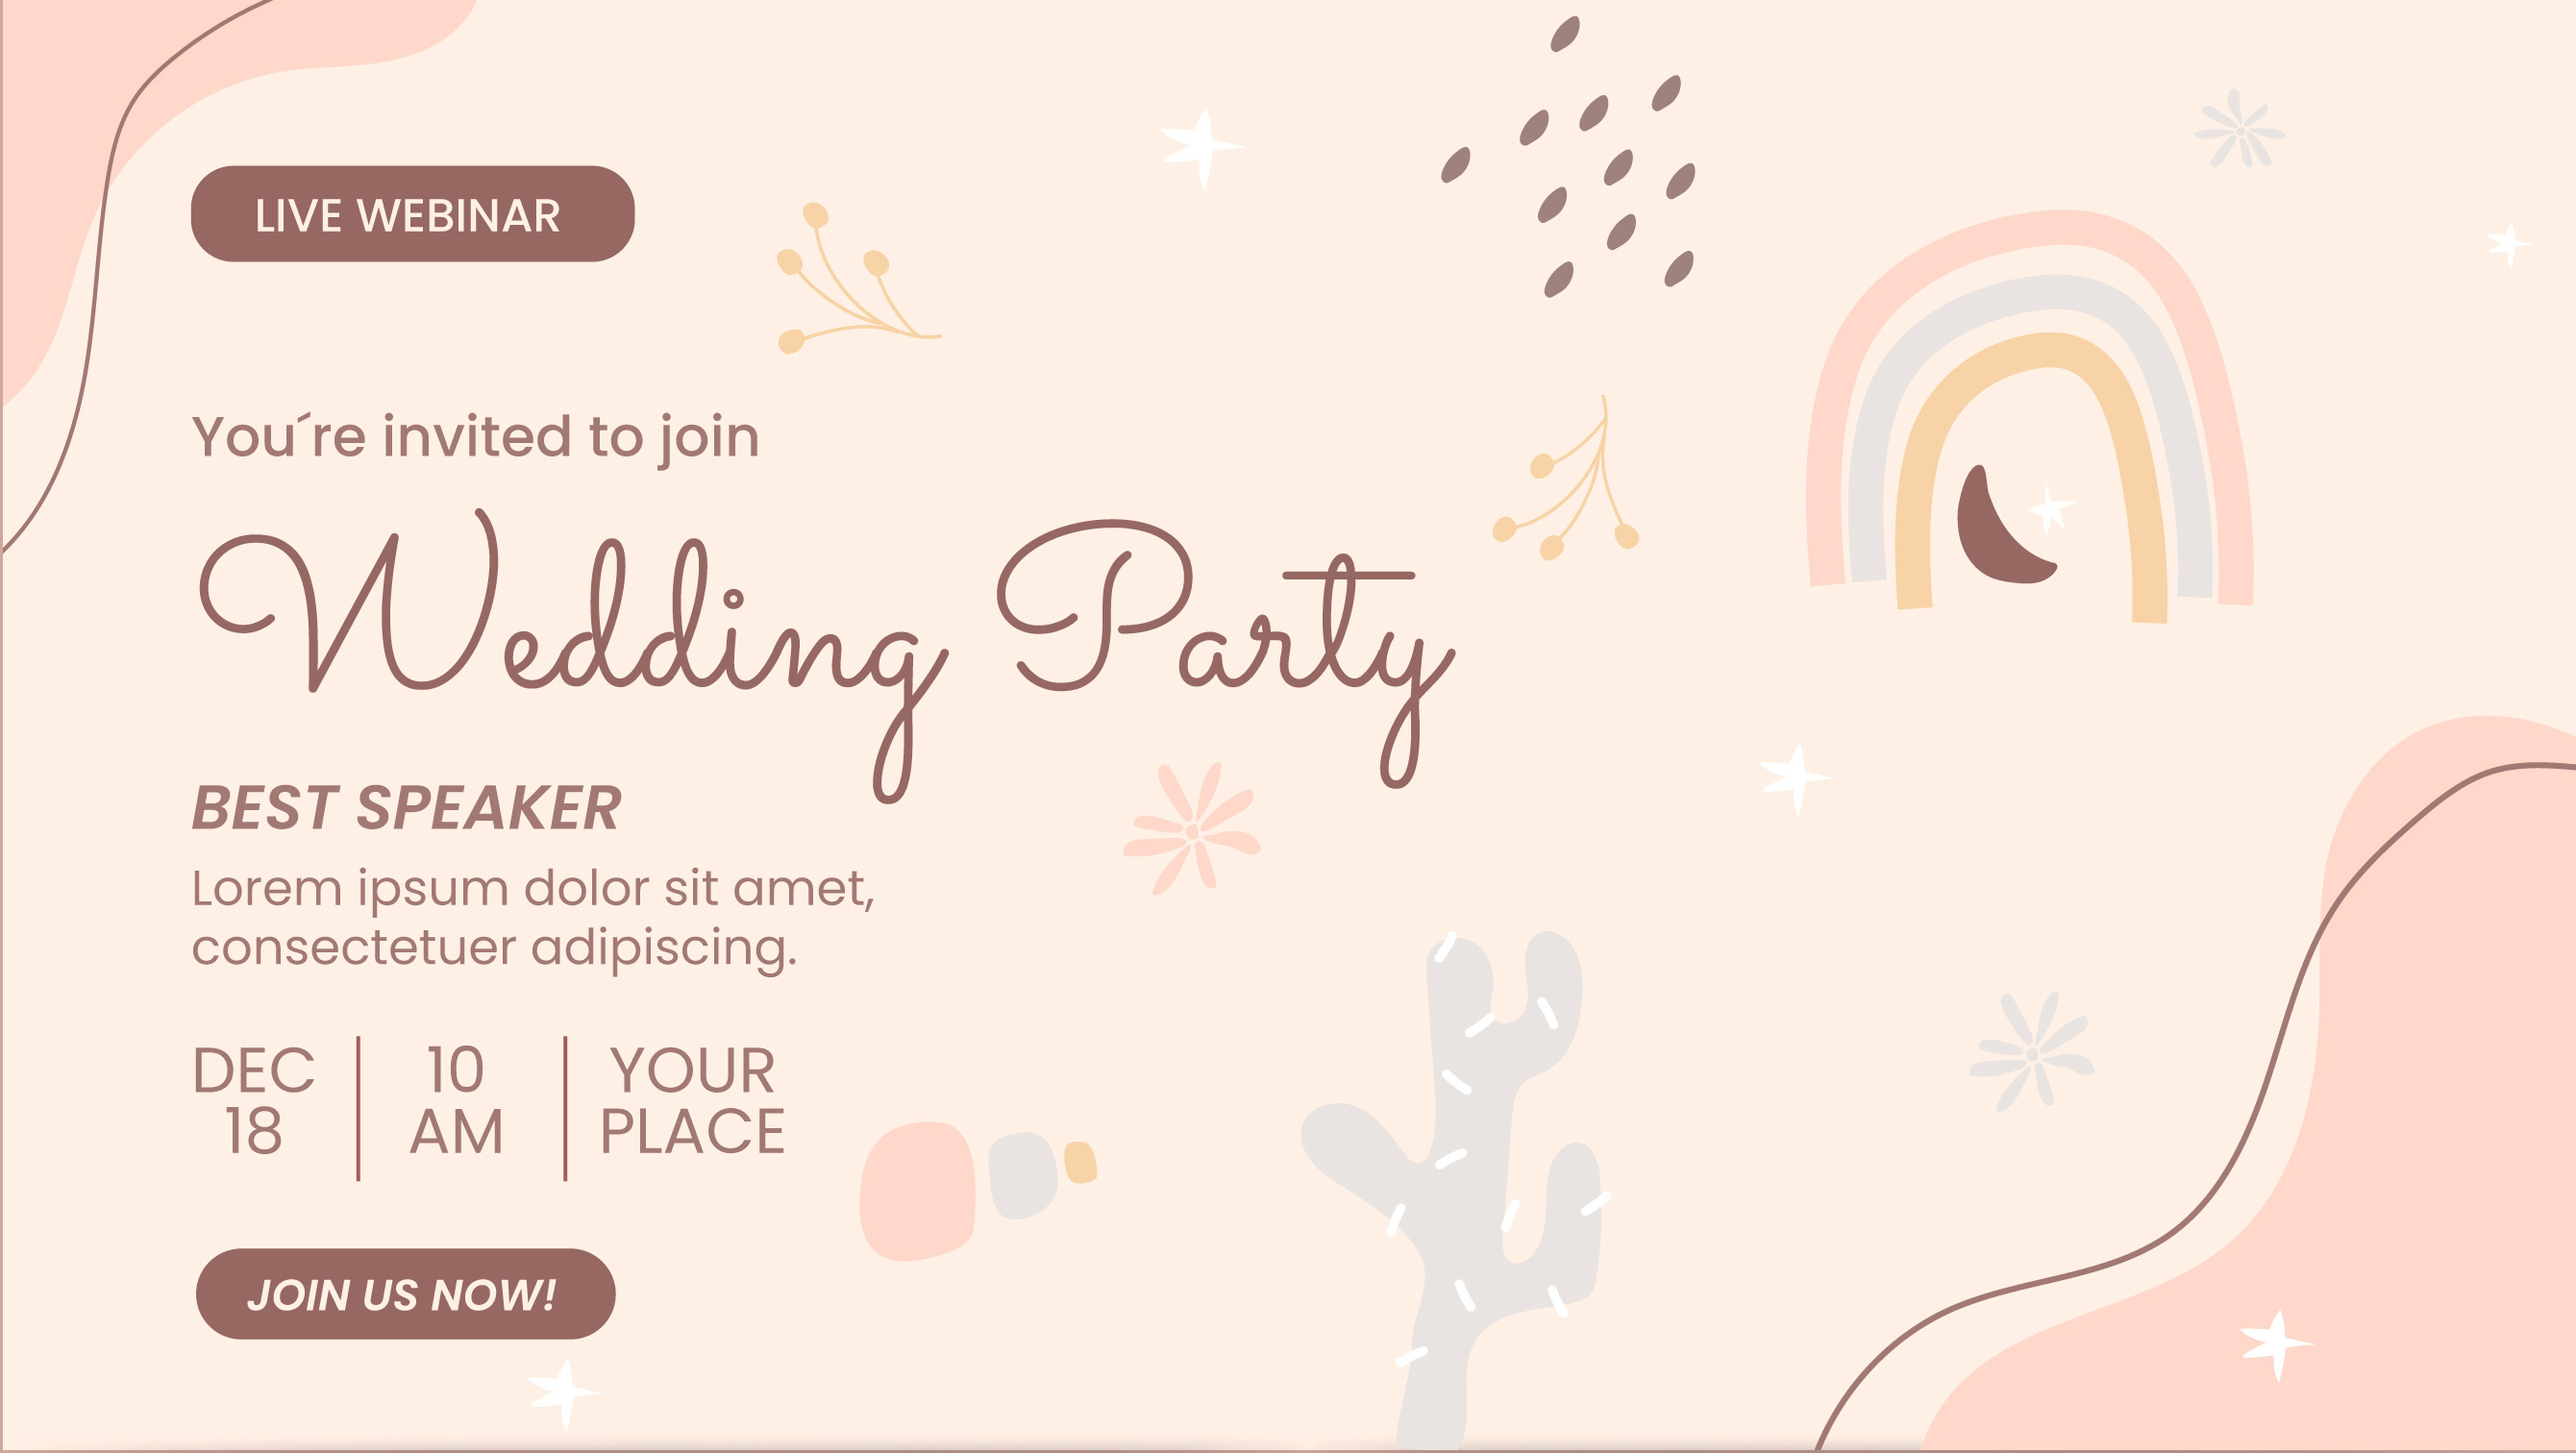 LIVE WEBINAR
You´re invited to join
Wedding Party
BEST SPEAKER
Lorem ipsum dolor sit amet,
consectetuer adipiscing.
DEC
18
10
AM
YOUR
PLACE
JOIN US NOW!